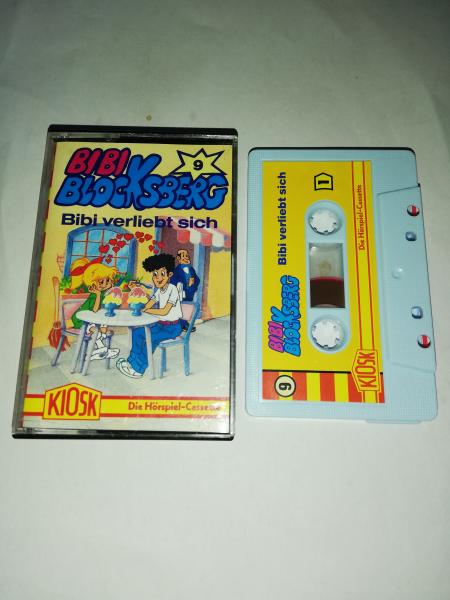 BIBI
9
BLOCKSBERG
Bibi verliebt sich
KIOSK
Die Hörspiel-Cassette
BIBI
BLOCKSBERG
Bibi verliebt sich
1
9
KIOSK
Die Hörspiel-Cassette